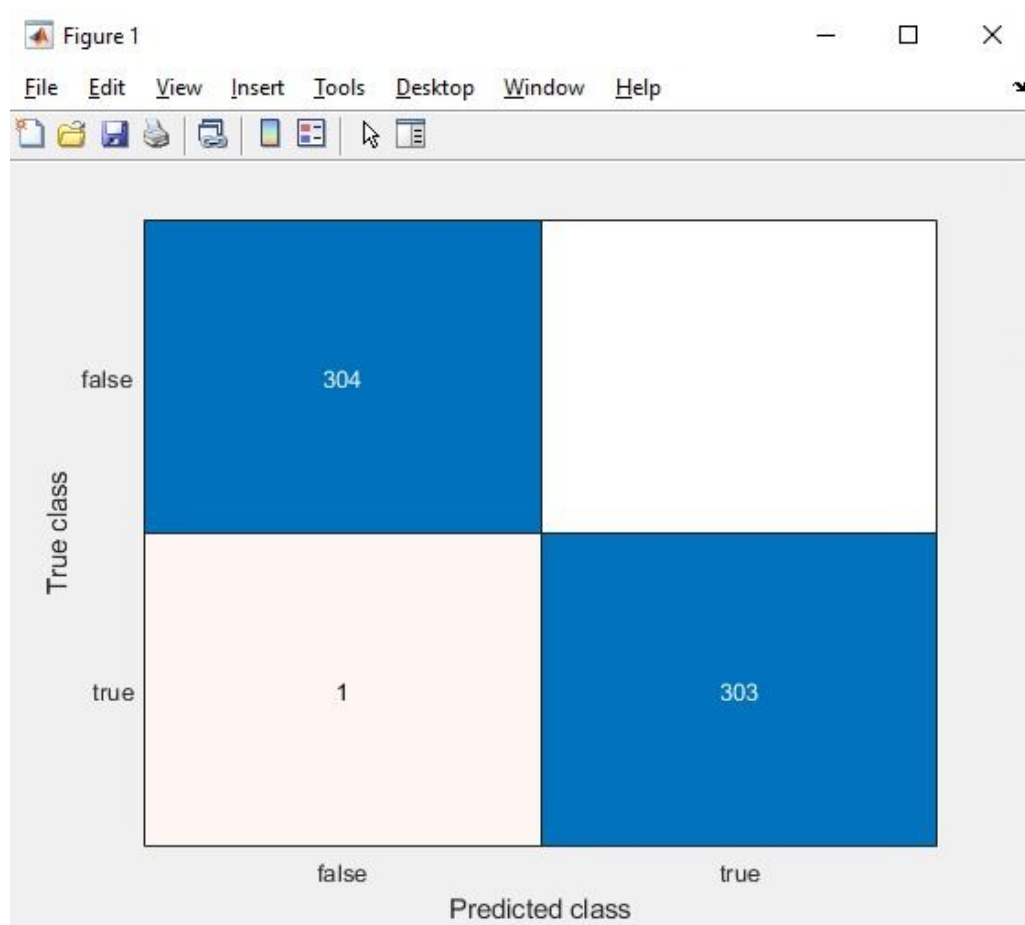 Figure 1
File Edit View Insert Tools Desktop Window Help
304
false
True class
true
1
303
false
true
Predicted class